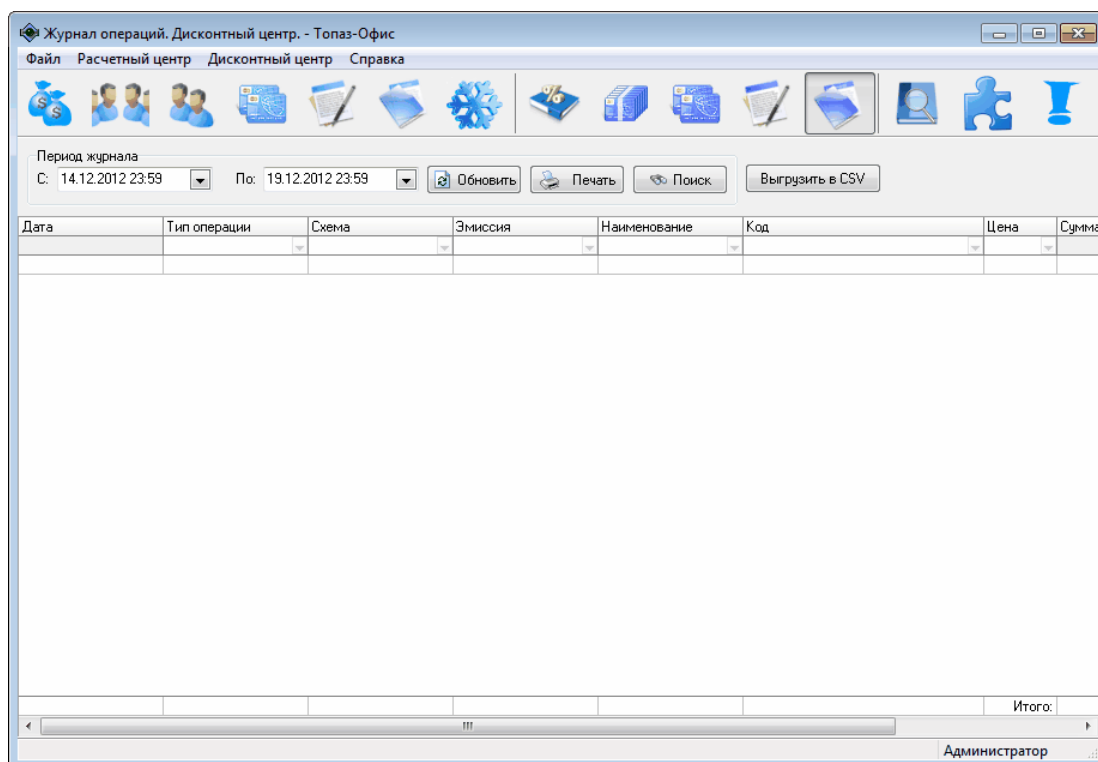 Журнал операций. Дисконтный центр. - Топаз-Офис
Файл Расчетный центр Дисконтный центр Справка
Период журнала
С: 14.12.2012 23:59 По: 19.12.2012 23:59 Обновить Печать Поиск Выгрузить в CSV
Дата Тип операции Схема Эмиссия Наименование Код Цена Сумма
Итого:
Администратор